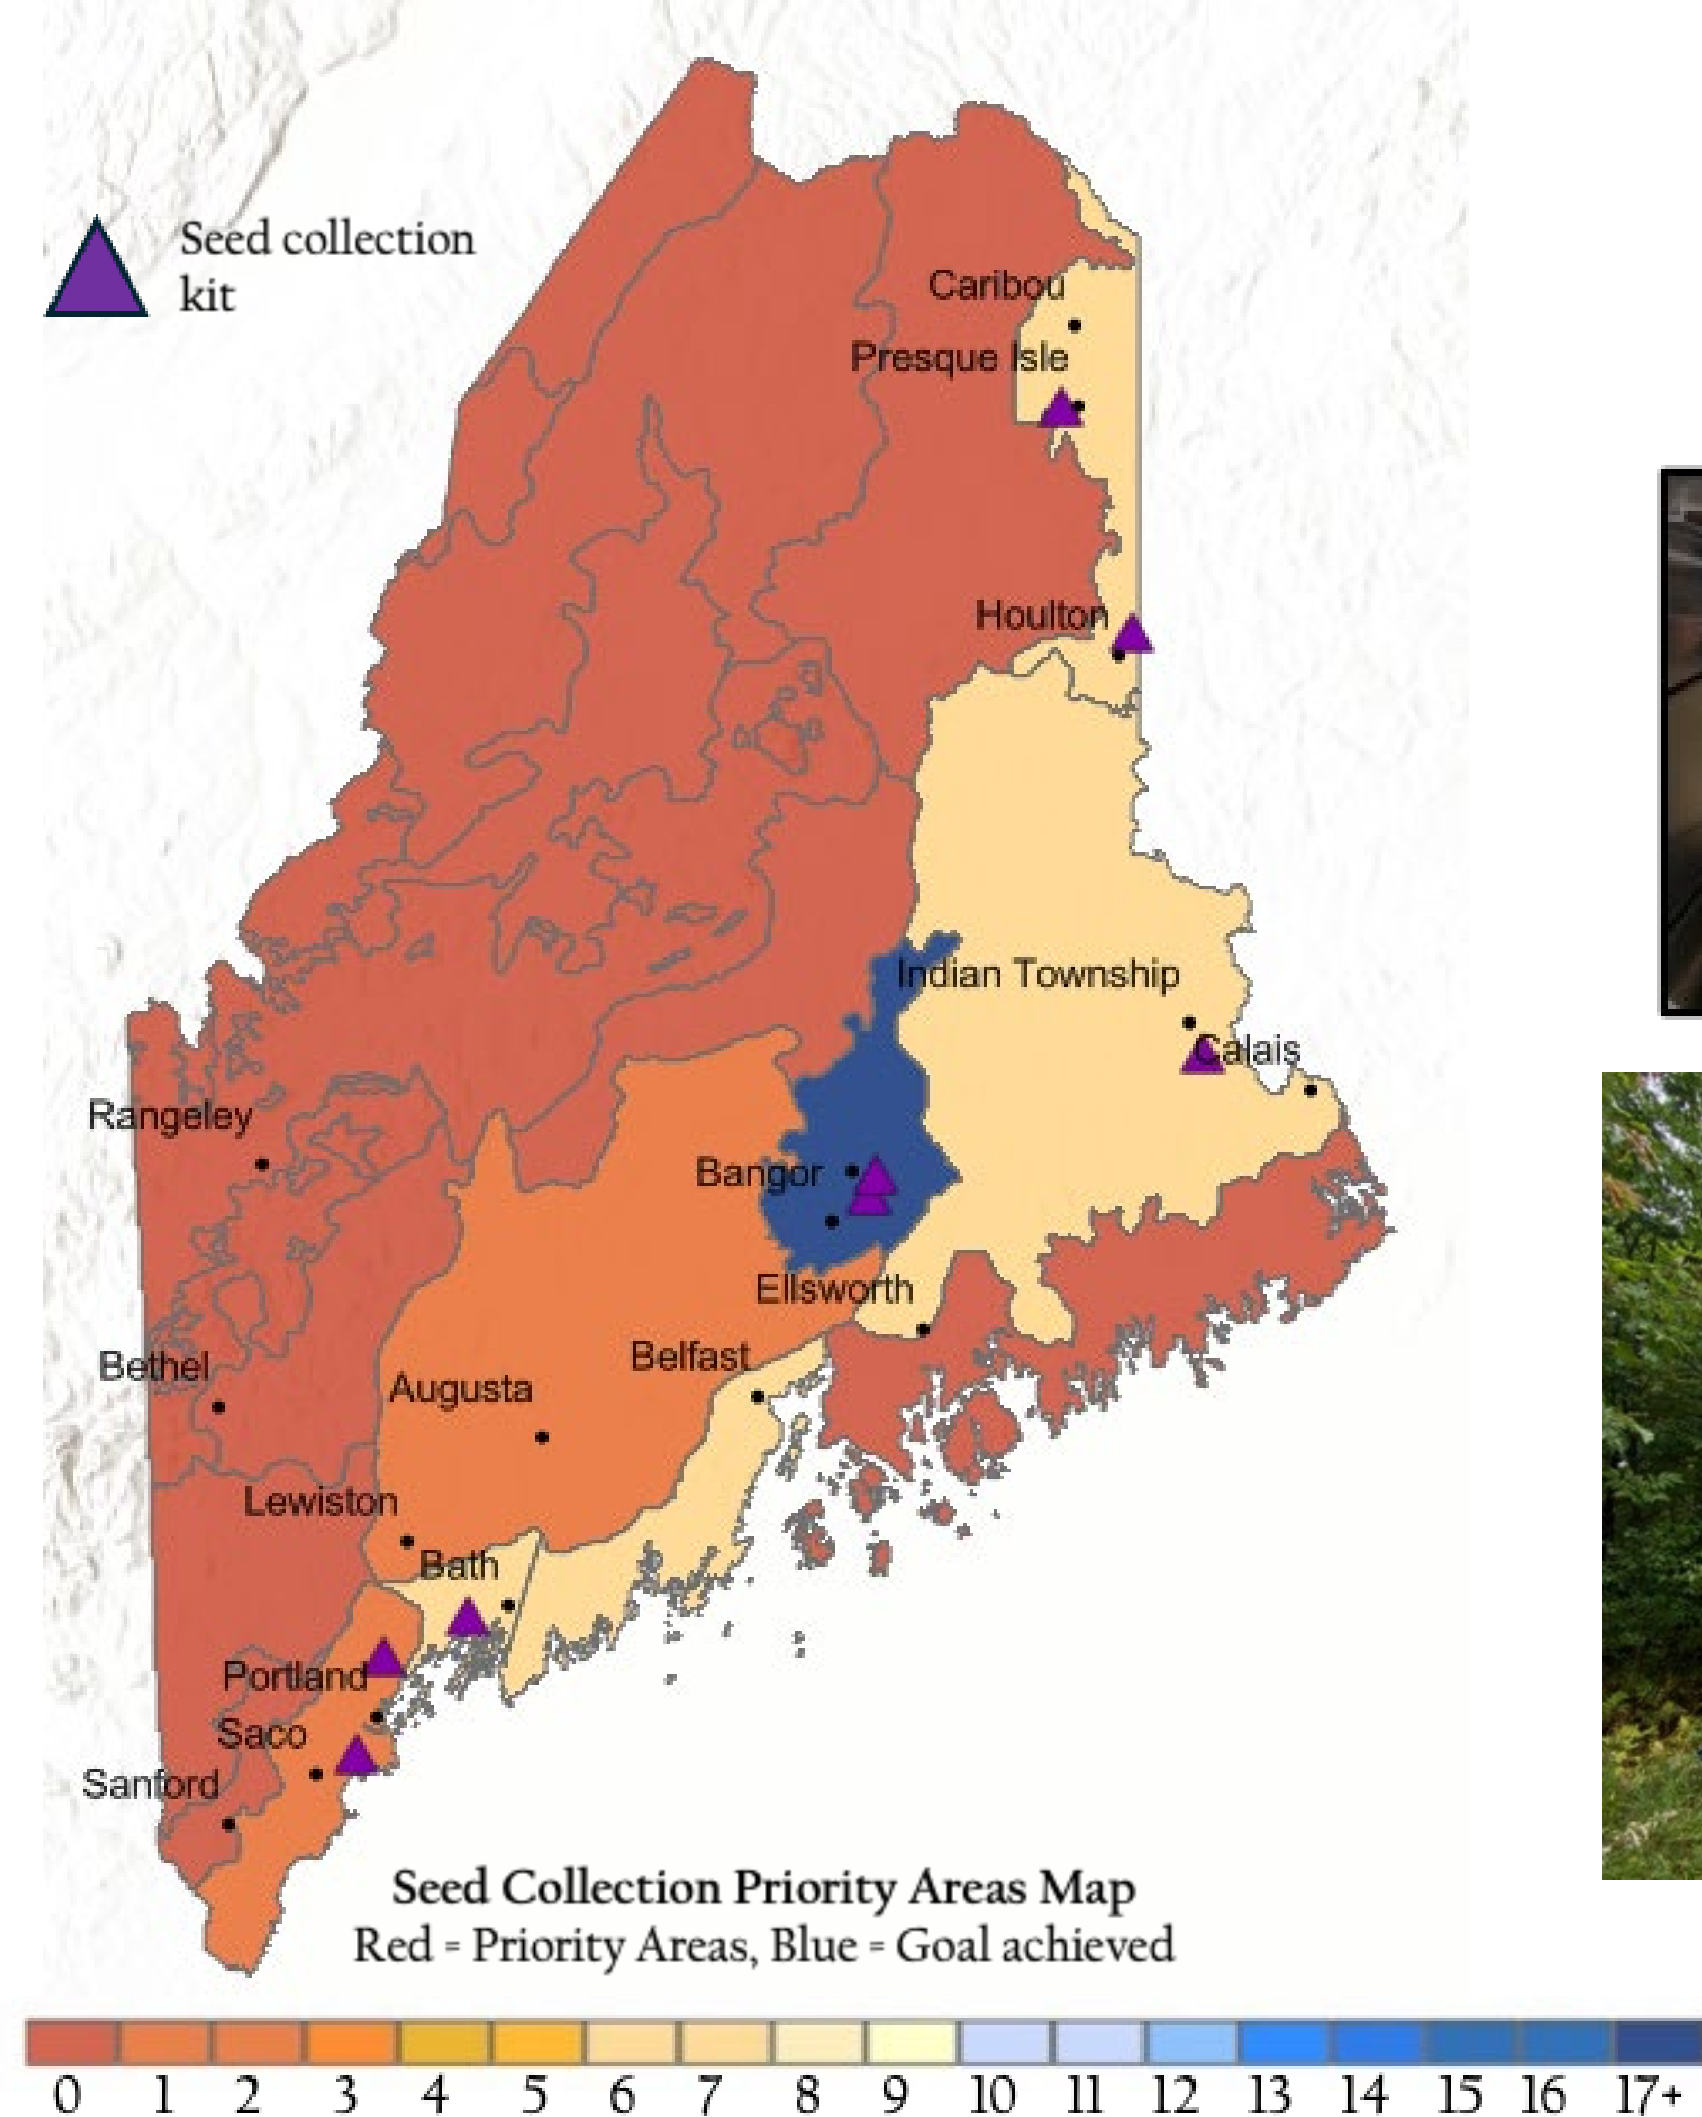 Seed collection
kit
Caribou
Presque Isle
Houlton
Indian Township
Calais
Rangeley
Bangor
Ellsworth
Bethel
Belfast
Augusta
Lewiston
Bath
Portland
Saco
Sanford
Seed Collection Priority Areas Map
Red = Priority Areas, Blue = Goal achieved
0 1 2 3 4 5 6 7 8 9 10 11 12 13 14 15 16 17+